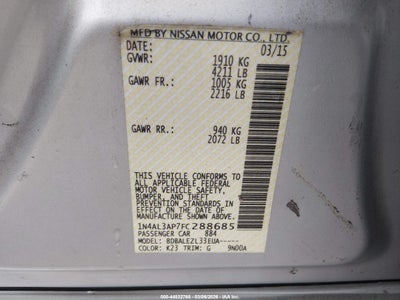 MFD BY NISSAN MOTOR CO., LTD.
DATE: 03/15
GVWR: 1910 KG
4211 LB
GAWR FR.: 1005 KG
2216 LB
GAWR RR.: 940 KG
2072 LB
THIS VEHICLE CONFORMS TO
ALL APPLICABLE FEDERAL
MOTOR VEHICLE SAFETY,
BUMPER, AND THEFT
PREVENTION STANDARDS IN
EFFECT ON THE DATE OF
MANUFACTURE SHOWN ABOVE.
1N4AL3AP7FC288685
PASSENGER CAR 884
MODEL: BDBALEZL33EUA-----
COLOR: K23 TRIM: G 9N00A